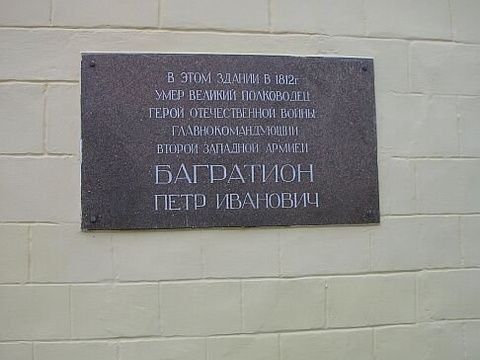 В ЭТОМ ЗДАНИИ В 1812г.
УМЕР ВЕЛИКИЙ ПОЛКОВОДЕЦ
ГЕРОЙ ОТЕЧЕСТВЕННОЙ ВОЙНЫ
ГЛАВНОКОМАНДУЮЩИЙ
ВТОРОЙ ЗАПАДНОЙ АРМИЕЙ
БАГРАТИОН
ПЕТР ИВАНОВИЧ